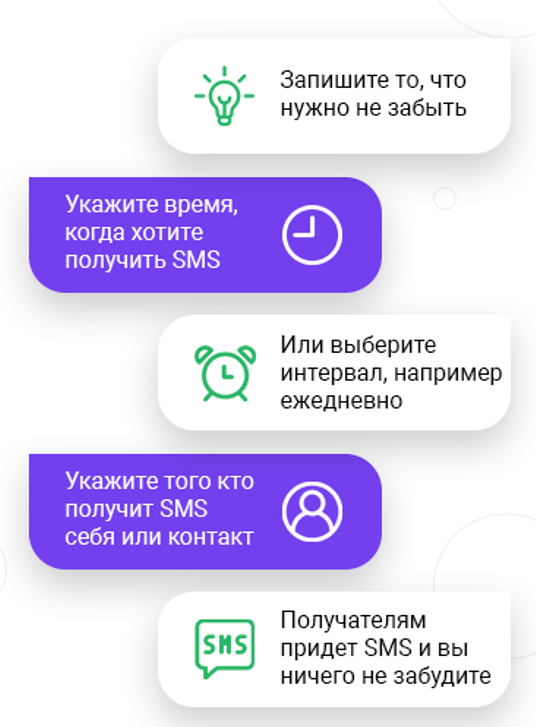 Запишите то, что
нужно не забыть
Укажите время,
когда хотите
получить SMS
Или выберите
интервал, например
ежедневно
Укажите того кто
получит SMS
себя или контакт
SMS
Получателям
придет SMS и вы
ничего не забудите